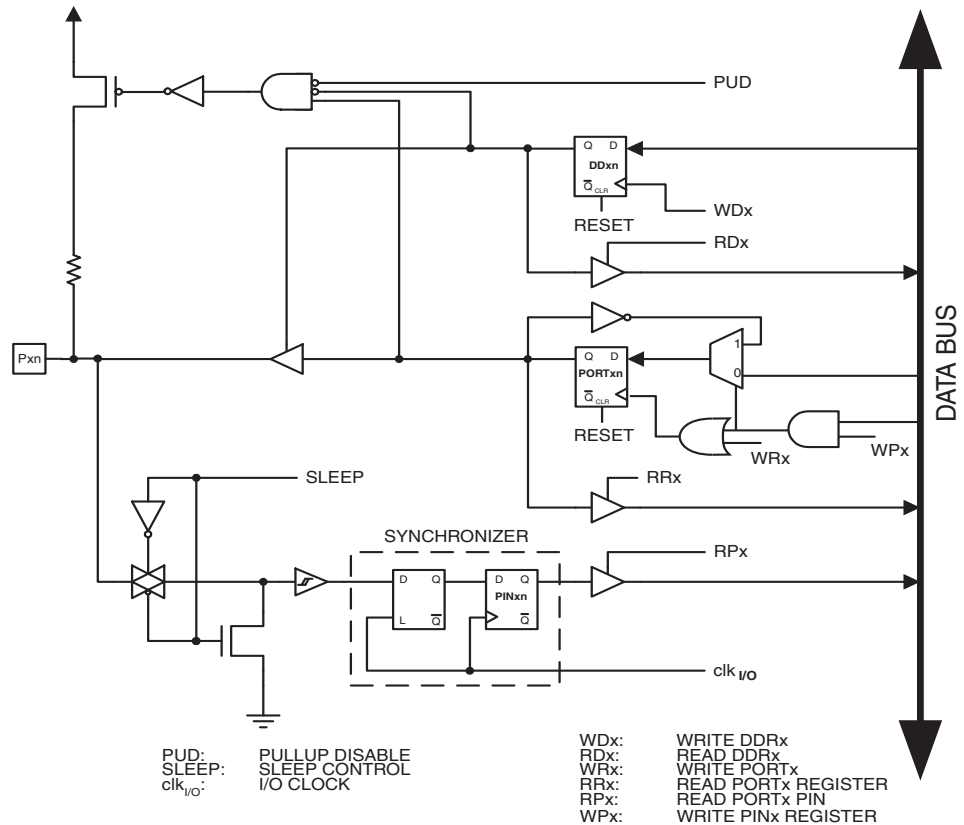 PUD
Q D
DDxn
Q CLR
WDx
RESET
RDx
Pxn
1
Q D
PORTxn
0
Q CLR
RESET
WRx
WPx
RRx
SLEEP
SYNCHRONIZER
RPx
D Q
D Q
PINxn
L Q
Q
clk I/O
DATA BUS
PUD: PULLUP DISABLE
SLEEP: SLEEP CONTROL
clkI/O: I/O CLOCK
WDx: WRITE DDRx
RDx: READ DDRx
WRx: WRITE PORTx
RRx: READ PORTx REGISTER
RPx: READ PORTx PIN
WPx: WRITE PINx REGISTER